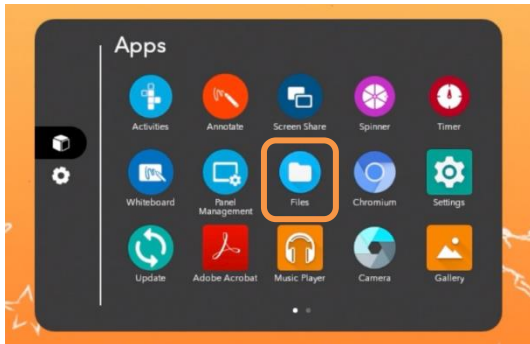 Apps
Activities Annotate Screen Share Spinner Timer
Whiteboard Panel Management Files Chromium Settings
Update Adobe Acrobat Music Player Camera Gallery